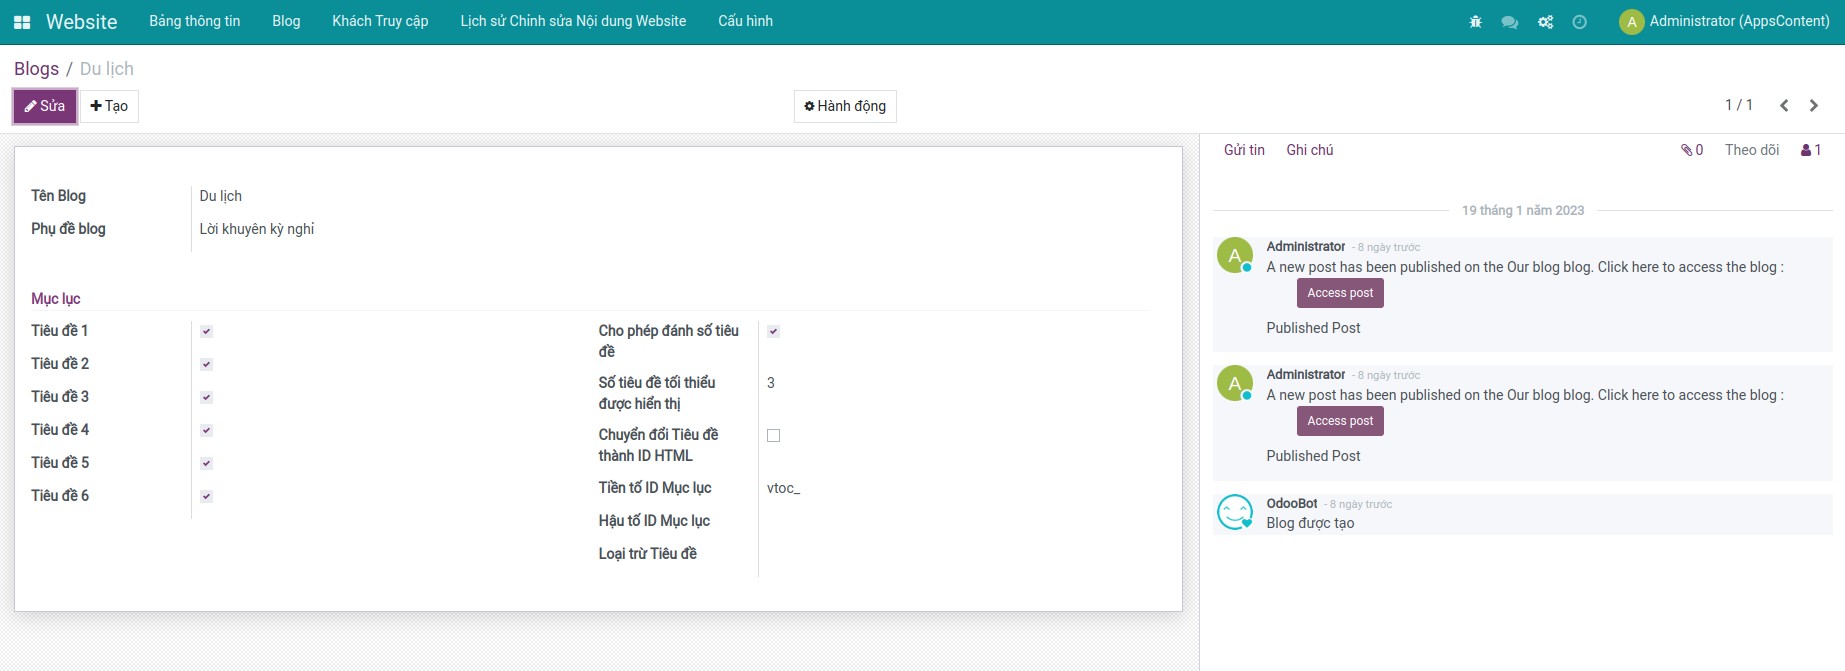 Website Bảng thông tin Blog Khách Truy cập Lịch sử Chỉnh sửa Nội dung Website Cấu hình A Administrator (AppsContent)
Blogs / Du lịch
Sửa Tạo Hành động 1 / 1
Tên Blog Du lịch
Phụ đề blog Lời khuyên kỳ nghỉ
Mục lục
Tiêu đề 1
Tiêu đề 2
Tiêu đề 3
Tiêu đề 4
Tiêu đề 5
Tiêu đề 6
Cho phép đánh số tiêu
đề
Số tiêu đề tối thiểu 3
được hiển thị
Chuyển đổi Tiêu đề
thành ID HTML
Tiền tố ID Mục lục vtoc_
Hậu tố ID Mục lục
Loại trừ Tiêu đề
Gửi tin Ghi chú 0 Theo dõi 1
19 tháng 1 năm 2023
A Administrator - 8 ngày trước
A new post has been published on the Our blog blog. Click here to access the blog :
Access post
Published Post
A Administrator - 8 ngày trước
A new post has been published on the Our blog blog. Click here to access the blog :
Access post
Published Post
OdooBot - 8 ngày trước
Blog được tạo